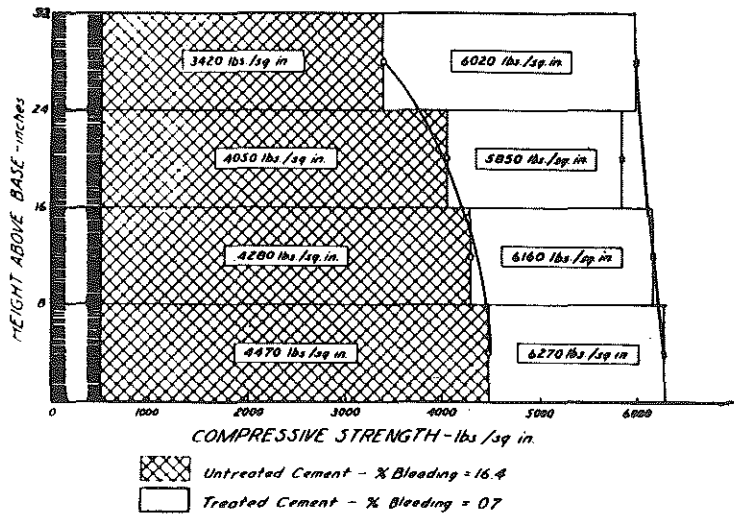 32
3420 lbs./sq in
6020 lbs./sq in.
24
4050 lbs/sq in.
5850 lbs/sq. in.
16
4280 lbs/sq in.
6160 lbs/sq in.
8
4470 lbs/sq in.
6270 lbs/sq in
HEIGHT ABOVE BASE-inches
0 1000 2000 3000 4000 5000 6000
COMPRESSIVE STRENGTH-lbs/sq in.
Untreated Cement - % Bleeding = 16.4
Treated Cement - % Bleeding = 07